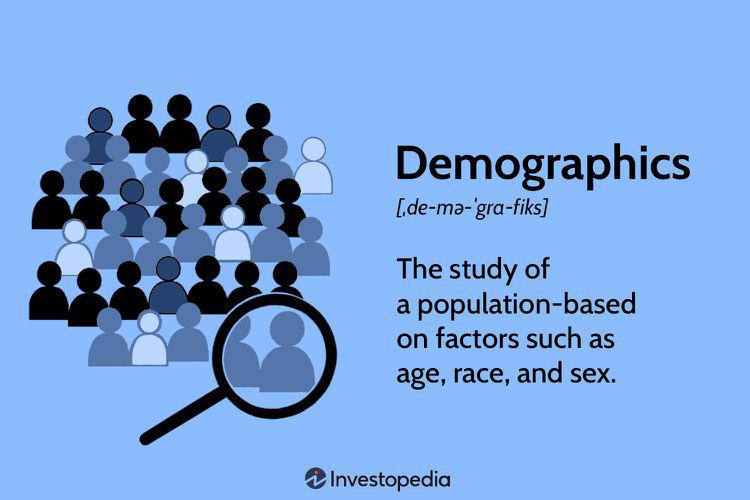 Demographics
[ˌde-mə-ˈgra-fiks]
The study of
a population-based
on factors such as
age, race, and sex.
Investopedia